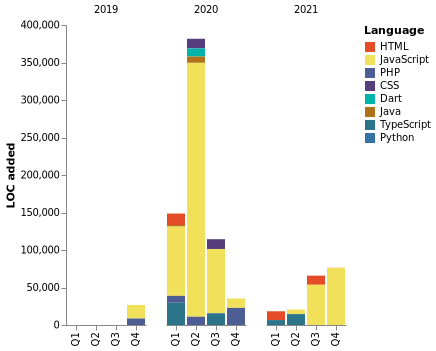 2019 2020 2021
400,000
350,000
300,000
250,000
200,000
150,000
100,000
50,000
0
LOC added
Q1 Q2 Q3 Q4 Q1 Q2 Q3 Q4 Q1 Q2 Q3 Q4
Language
HTML
JavaScript
PHP
CSS
Dart
Java
TypeScript
Python